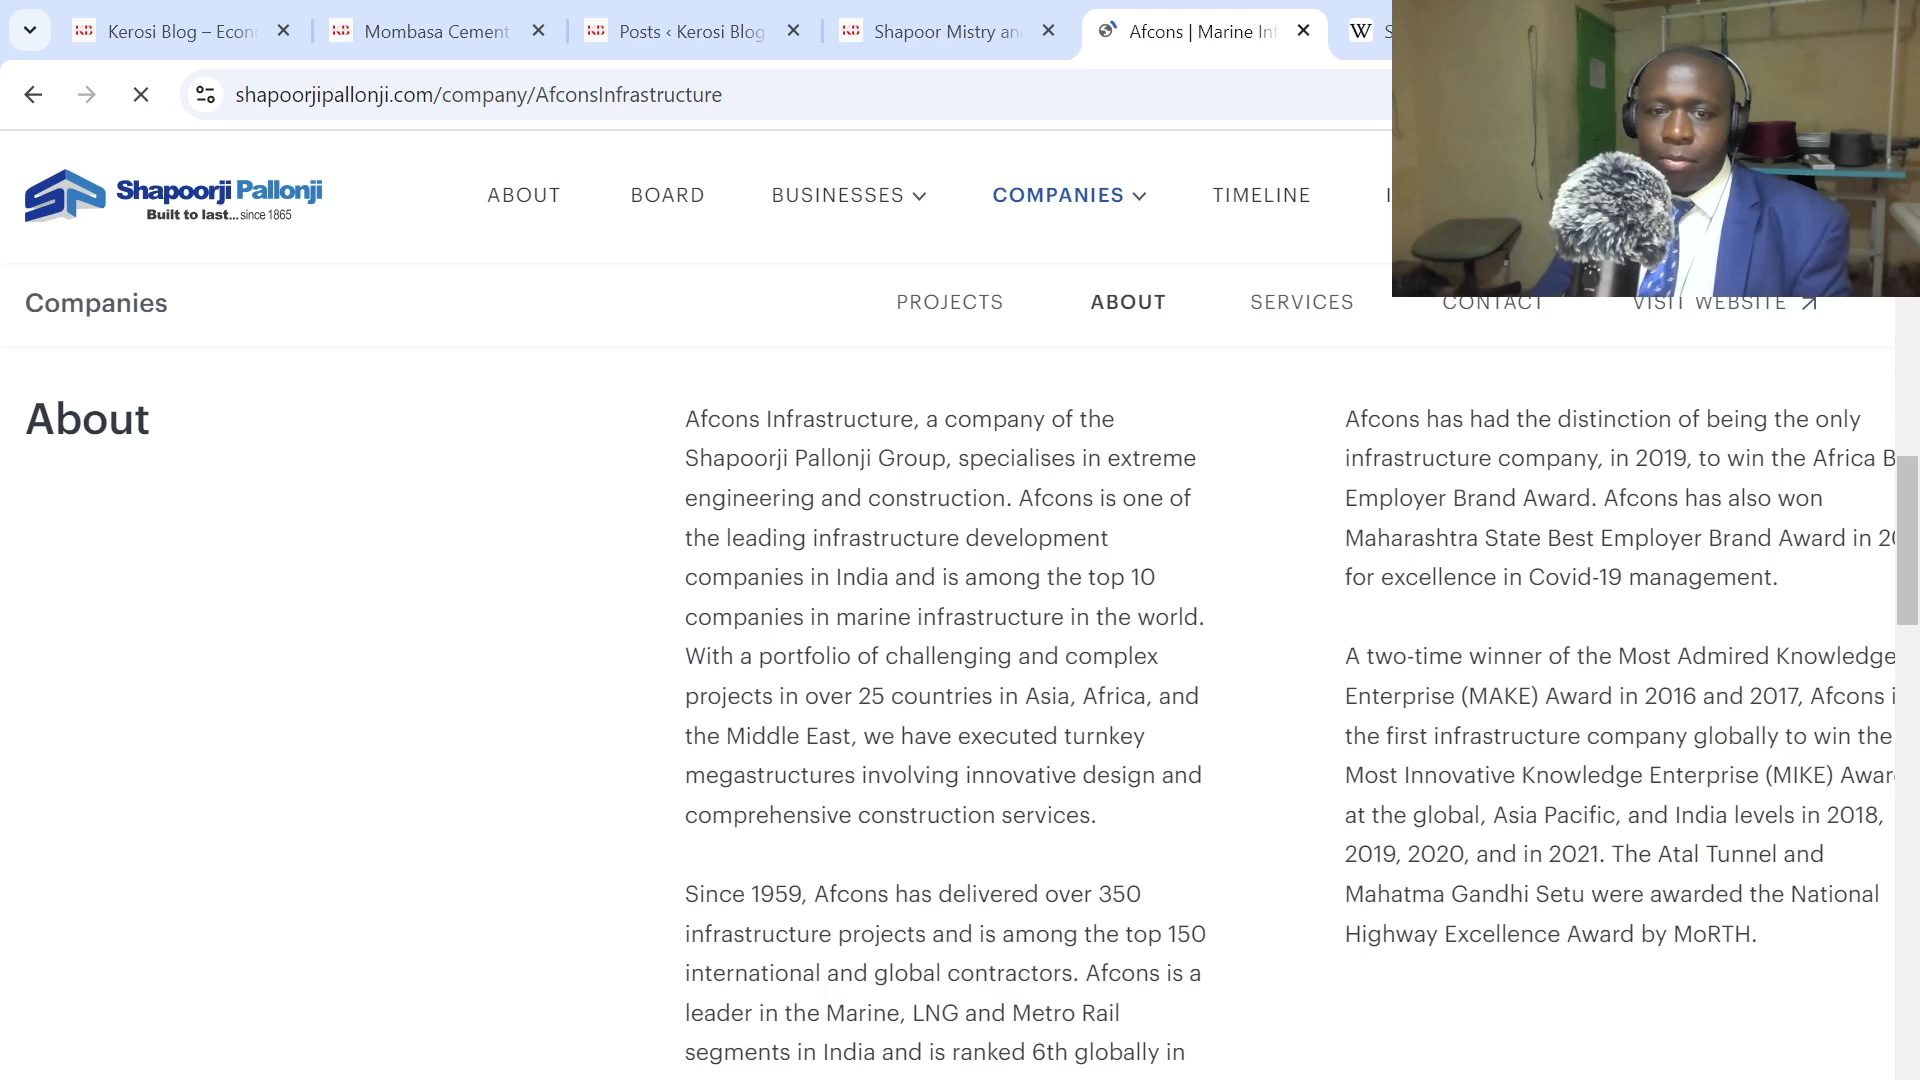 Kerosi Blog – Econ
Mombasa Cement
Posts ‹ Kerosi Blog
Shapoor Mistry an
Afcons | Marine Inf
W
shapoorjipallonji.com/company/AfconsInfrastructure
Shapoorji Pallonji
Built to last...since 1865
ABOUT
BOARD
BUSINESSES
COMPANIES
TIMELINE
Companies
PROJECTS
ABOUT
SERVICES
CONTACT
VISIT WEBSITE
About
Afcons Infrastructure, a company of the
Shapoorji Pallonji Group, specialises in extreme
engineering and construction. Afcons is one of
the leading infrastructure development
companies in India and is among the top 10
companies in marine infrastructure in the world.
With a portfolio of challenging and complex
projects in over 25 countries in Asia, Africa, and
the Middle East, we have executed turnkey
megastructures involving innovative design and
comprehensive construction services.
Since 1959, Afcons has delivered over 350
infrastructure projects and is among the top 150
international and global contractors. Afcons is a
leader in the Marine, LNG and Metro Rail
segments in India and is ranked 6th globally in
Afcons has had the distinction of being the only
infrastructure company, in 2019, to win the Africa B
Employer Brand Award. Afcons has also won
Maharashtra State Best Employer Brand Award in 20
for excellence in Covid-19 management.
A two-time winner of the Most Admired Knowledge
Enterprise (MAKE) Award in 2016 and 2017, Afcons i
the first infrastructure company globally to win the
Most Innovative Knowledge Enterprise (MIKE) Awar
at the global, Asia Pacific, and India levels in 2018,
2019, 2020, and in 2021. The Atal Tunnel and
Mahatma Gandhi Setu were awarded the National
Highway Excellence Award by MoRTH.